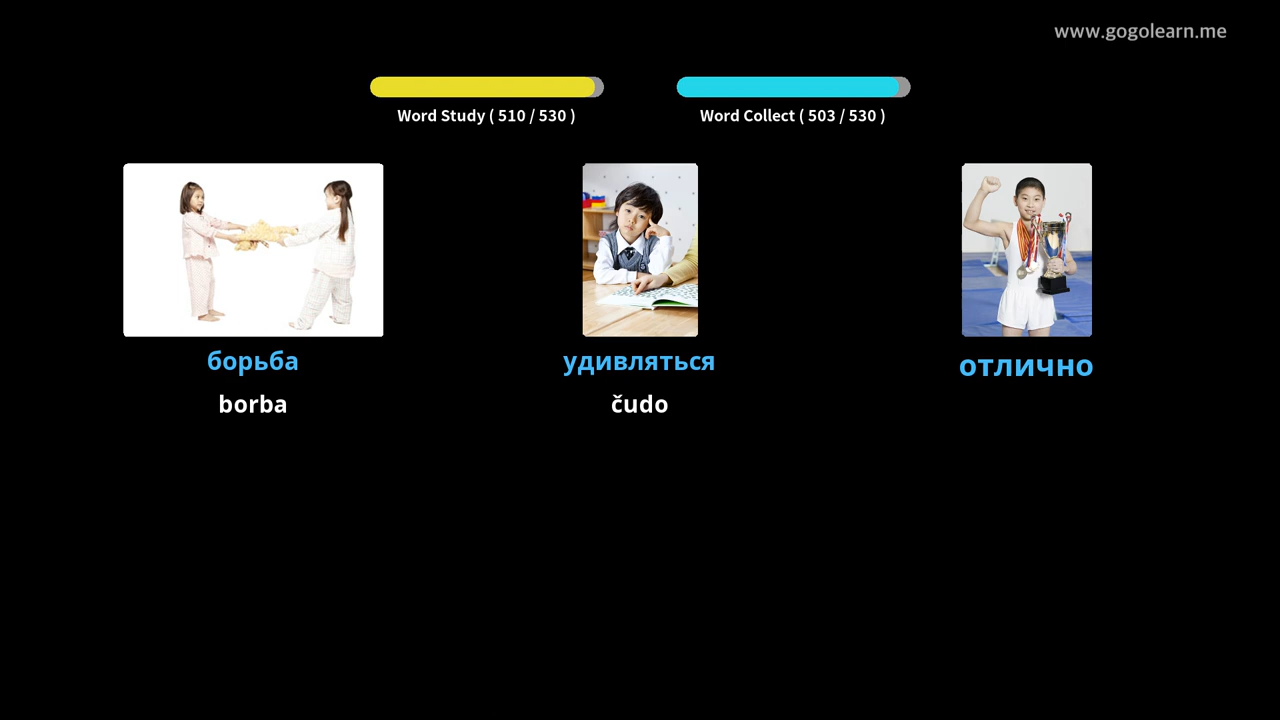 www.gogolearn.me
Word Study ( 510 / 530 )
Word Collect ( 503 / 530 )
борьба
удивляться
отлично
borba
čudo